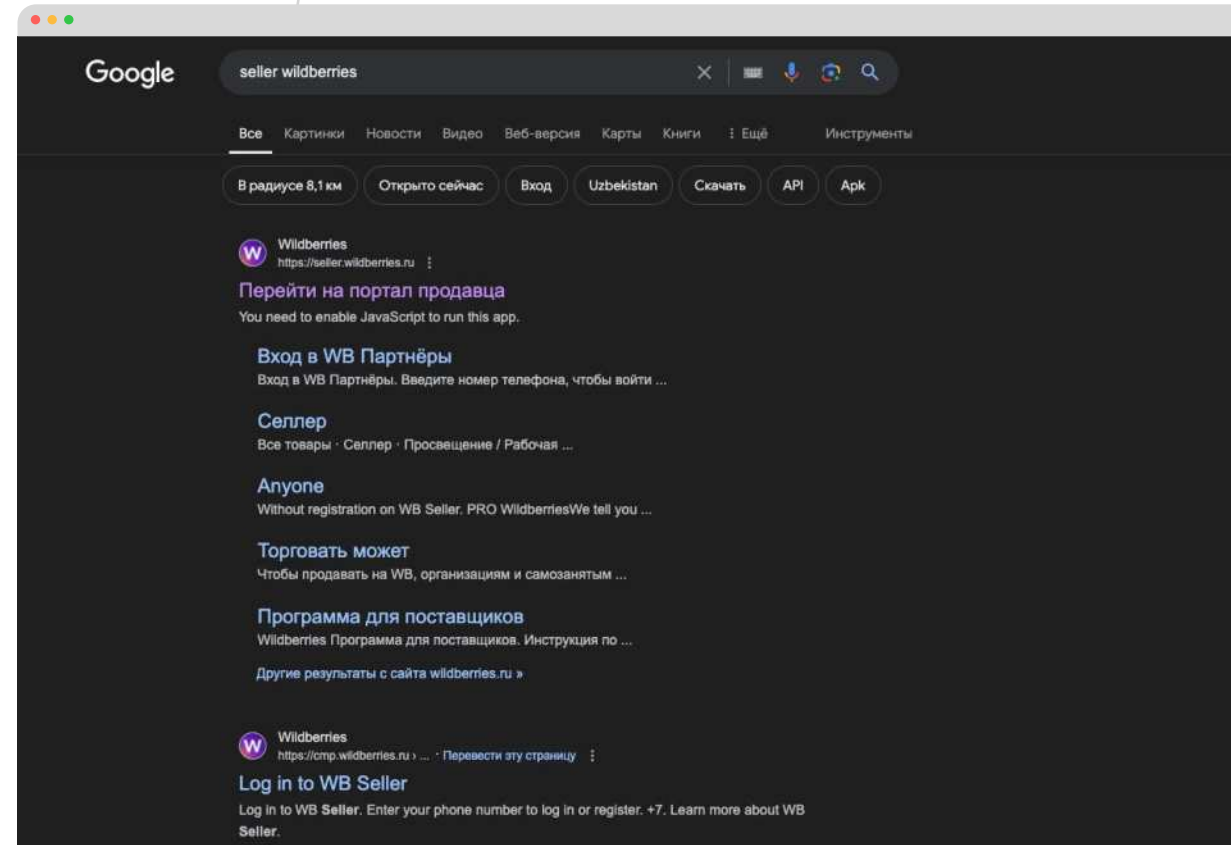 Google
seller wildberries
Все Картинки Новости Видео Веб-версия Карты Книги Ещё Инструменты
В радиусе 8,1 км Открыто сейчас Вход Uzbekistan Скачать API Apk
Wildberries
https://seller.wildberries.ru
Перейти на портал продавца
You need to enable JavaScript to run this app.
Вход в WB Партнёры
Вход в WB Партнёры. Введите номер телефона, чтобы войти ...
Селлер
Все товары · Селлер · Просвещение / Рабочая ...
Anyone
Without registration on WB Seller. PRO WildberriesWe tell you ...
Торговать может
Чтобы продавать на WB, организациям и самозанятым ...
Программа для поставщиков
Wildberries Программа для поставщиков. Инструкция по ...
Другие результаты с сайта wildberries.ru »
Wildberries
https://cmp.wildberries.ru › ... · Перевести эту страницу
Log in to WB Seller
Log in to WB Seller. Enter your phone number to log in or register. +7. Learn more about WB
Seller.